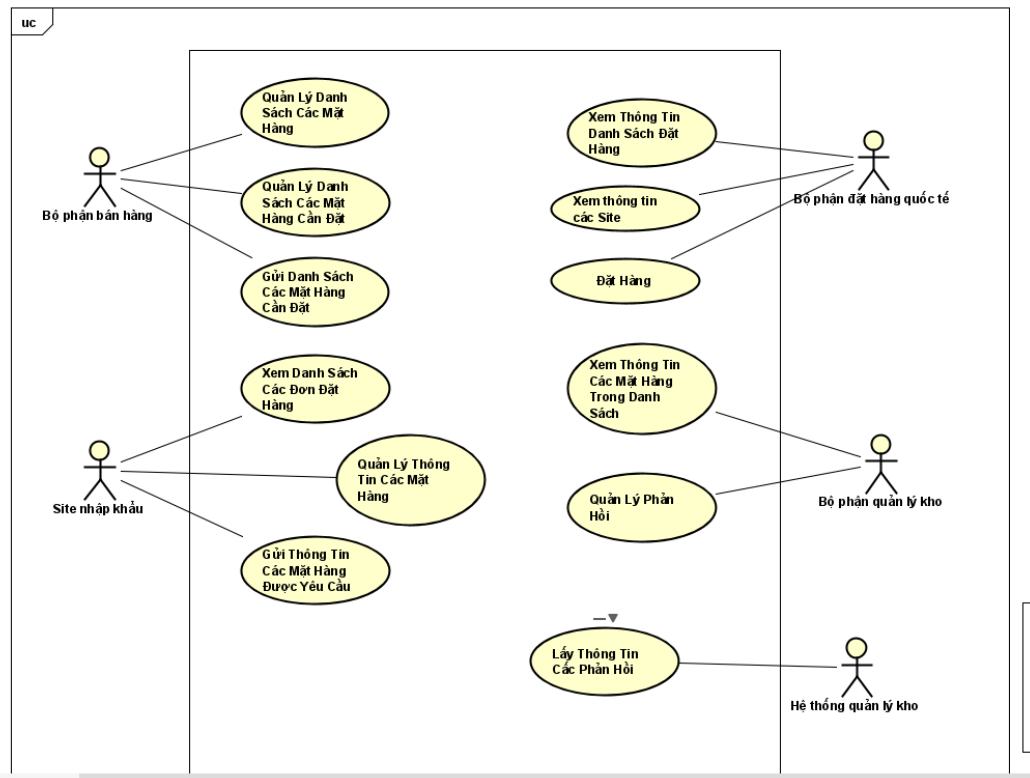 uc
Quản Lý Danh
Sách Các Mặt
Hàng
Quản Lý Danh
Sách Các Mặt
Hàng Cần Đặt
Gửi Danh Sách
Các Mặt Hàng
Cần Đặt
Bộ phận bán hàng
Xem Thông Tin
Danh Sách Đặt
Hàng
Xem thông tin
các Site
Đặt Hàng
Bộ phận đặt hàng quốc tế
Xem Danh Sách
Các Đơn Đặt
Hàng
Quản Lý Thông
Tin Các Mặt
Hàng
Gửi Thông Tin
Các Mặt Hàng
Được Yêu Cầu
Site nhập khẩu
Xem Thông Tin
Các Mặt Hàng
Trong Danh
Sách
Quản Lý Phản
Hồi
Bộ phận quản lý kho
Lấy Thông Tin
Các Phản Hồi
Hệ thống quản lý kho